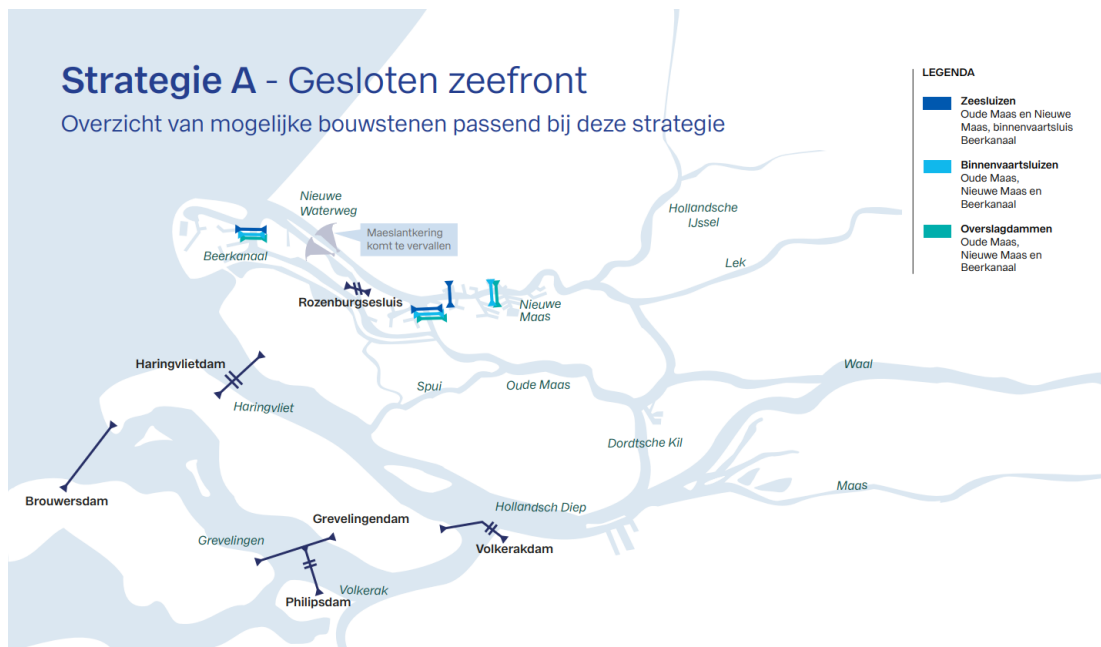 Strategie A - Gesloten zeefront
Overzicht van mogelijke bouwstenen passend bij deze strategie
LEGENDA
Zeesluizen
Oude Maas en Nieuwe
Maas, binnenvaartsluis
Beerkanaal
Binnenvaartsluizen
Oude Maas,
Nieuwe Maas en
Beerkanaal
Overslagdammen
Oude Maas,
Nieuwe Maas en
Beerkanaal
Nieuwe
Waterweg
Maeslantkering
komt te vervallen
Hollandsche
IJssel
Beerkanaal
Lek
Rozenburgsesluis
Nieuwe
Maas
Haringvlietdam
Waal
Spui
Oude Maas
Haringvliet
Dordtsche Kil
Maas
Brouwersdam
Hollandsch Diep
Grevelingendam
Grevelingen
Volkerakdam
Volkerak
Philipsdam